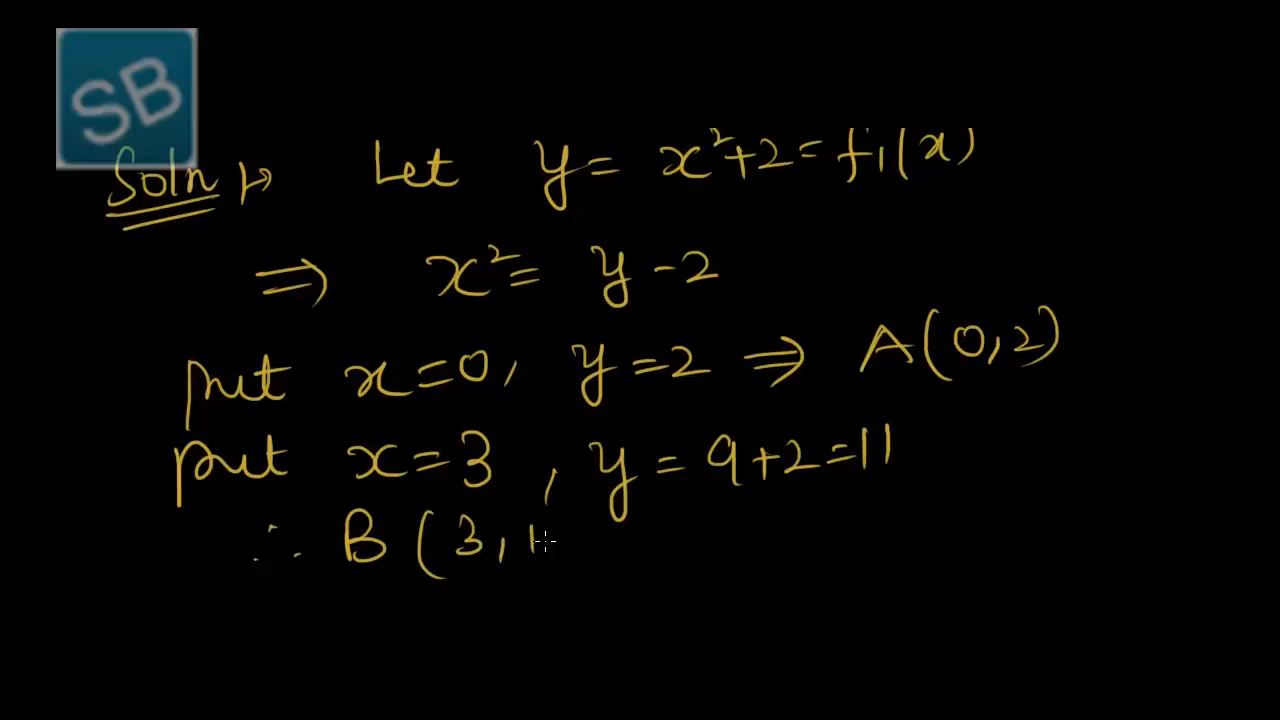 SB
Soln :- Let y = x²+2 = f1(x)
⇒ x² = y - 2
put x=0, y=2 ⇒ A(0,2)
put x=3, y = 9+2=11
∴ B (3, 1